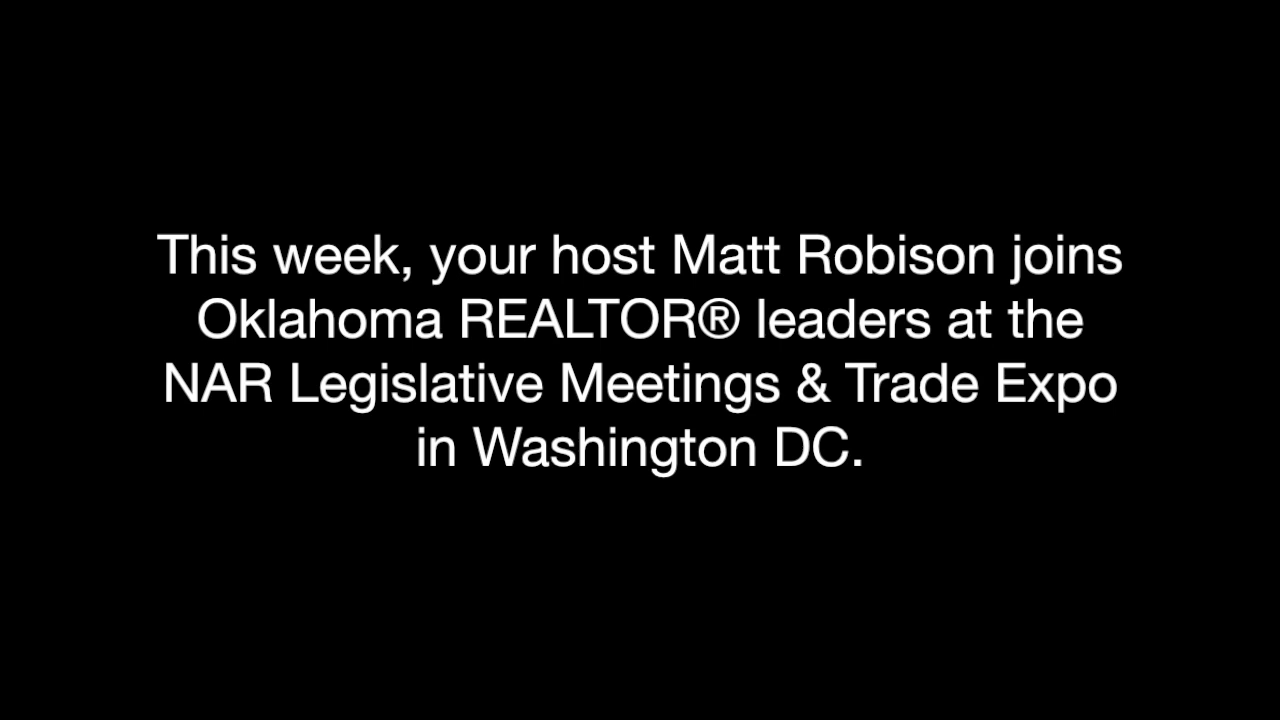 This week, your host Matt Robison joins
Oklahoma REALTOR® leaders at the
NAR Legislative Meetings & Trade Expo
in Washington DC.